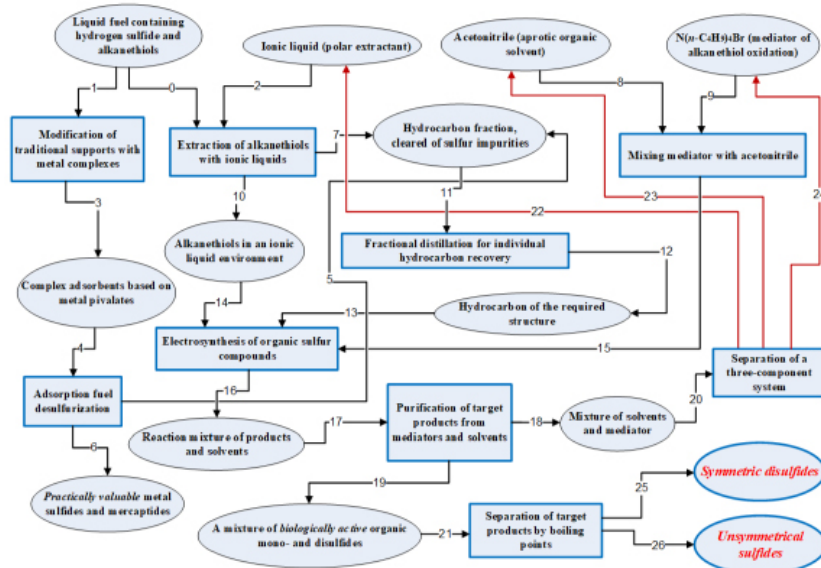 Liquid fuel containing
hydrogen sulfide and
alkanethiols
Ionic liquid (polar extractant)
Acetonitrile (aprotic organic
solvent)
N(n-C4H9)4Br (mediator of
alkanethiol oxidation)
1
0
2
8
9
Modification of
traditional supports with
metal complexes
Extraction of alkanethiols
with ionic liquids
7
Hydrocarbon fraction,
cleared of sulfur impurities
Mixing mediator with acetonitrile
3
10
11
22
23
24
Alkanethiols in an ionic
liquid environment
Fractional distillation for individual
hydrocarbon recovery
12
5
Complex adsorbents based on
metal pivalates
14
13
Hydrocarbon of the required
structure
4
Electrosynthesis of organic sulfur
compounds
15
Separation of a
three-component
system
Adsorption fuel
desulfurization
16
20
6
Reaction mixture of products
and solvents
17
Purification of target
products from
mediators and solvents
18
Mixture of solvents
and mediator
19
Practically valuable metal
sulfides and mercaptides
Symmetric disulfides
25
A mixture of biologically active organic
mono- and disulfides
21
Separation of target
products by boiling
points
26
Unsymmetrical
sulfides